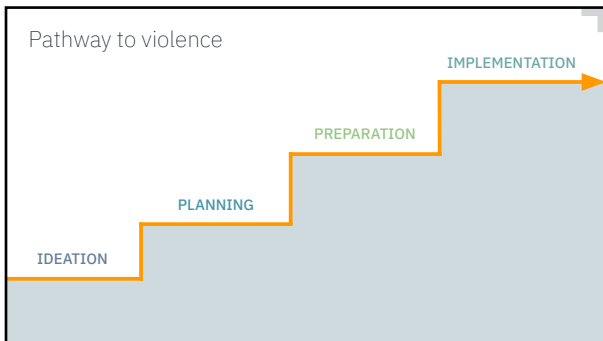 Pathway to violence
IMPLEMENTATION
PREPARATION
PLANNING
IDEATION